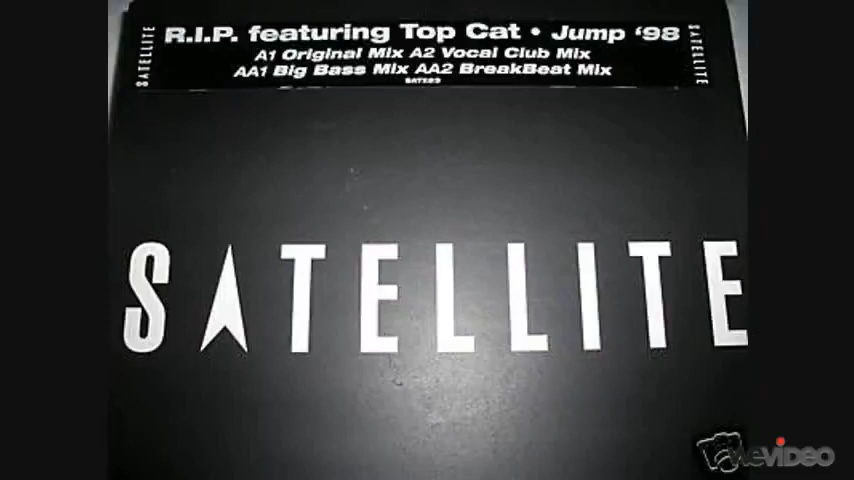 SATELLITE
R.I.P. featuring Top Cat • Jump ‘98
A1 Original Mix A2 Vocal Club Mix
AA1 Big Bass Mix AA2 BreakBeat Mix
SATELLITE
SATELLITE
WEVIDEO